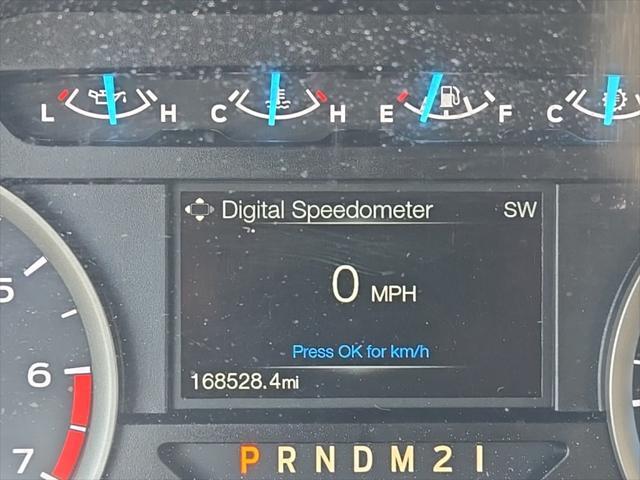 L H C H E F C
Digital Speedometer SW
0 MPH
Press OK for km/h
168528.4mi
5
6
7
P R N D M 2 1